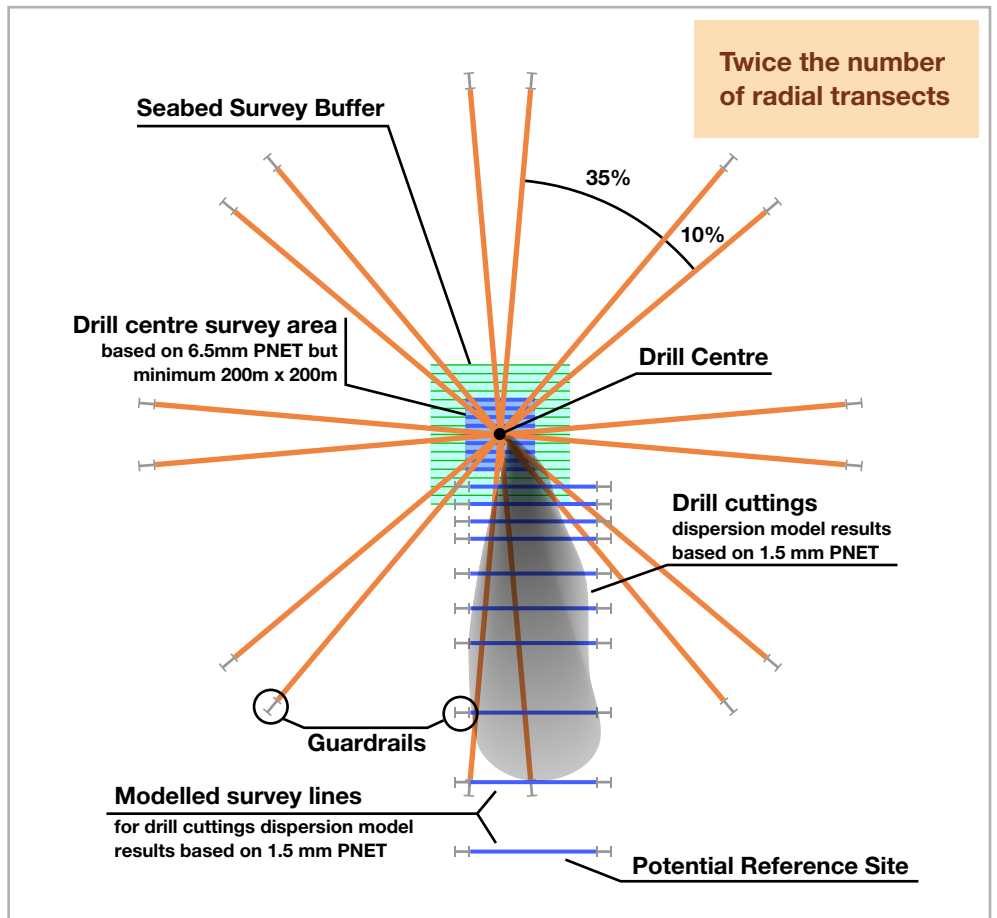 Twice the number
of radial transects
Seabed Survey Buffer
35%
10%
Drill centre survey area
based on 6.5mm PNET but
minimum 200m x 200m
Drill Centre
Drill cuttings
dispersion model results
based on 1.5 mm PNET
Guardrails
Modelled survey lines
for drill cuttings dispersion model
results based on 1.5 mm PNET
Potential Reference Site